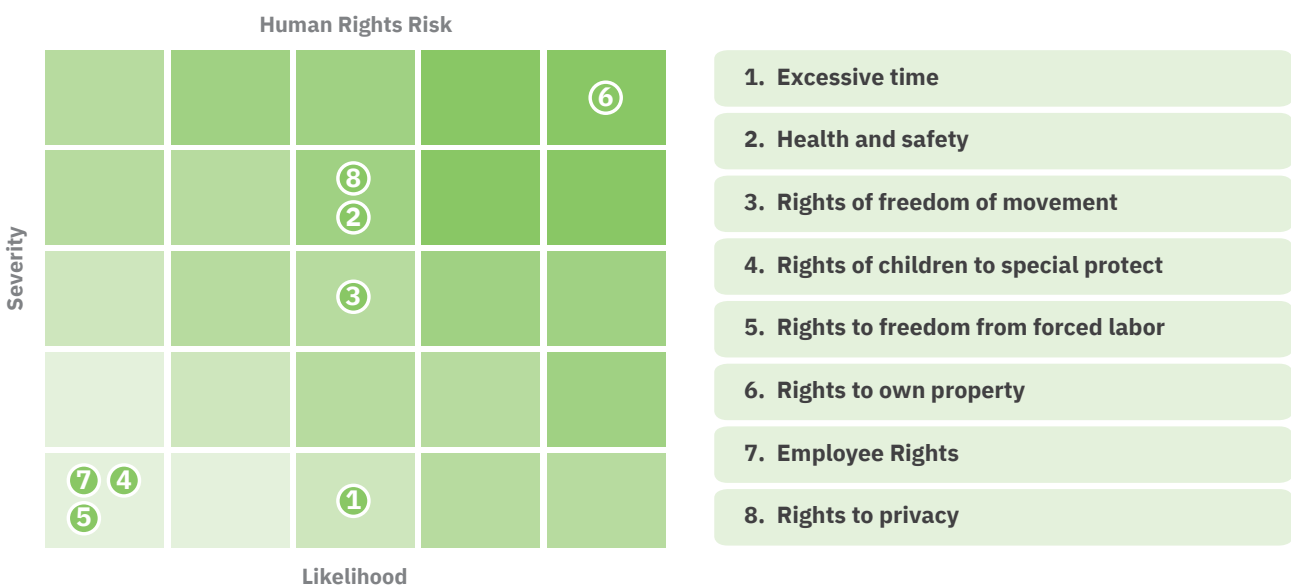 Human Rights Risk
6
8
2
3
7 4
5
1
Severity
Likelihood
1. Excessive time
2. Health and safety
3. Rights of freedom of movement
4. Rights of children to special protect
5. Rights to freedom from forced labor
6. Rights to own property
7. Employee Rights
8. Rights to privacy